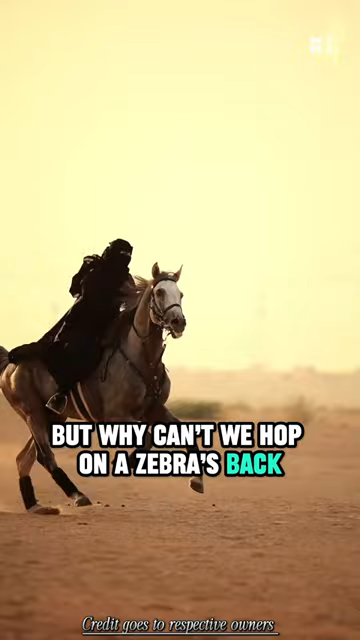 BUT WHY CAN'T WE HOP
ON A ZEBRA'S BACK
Credit goes to respective owners